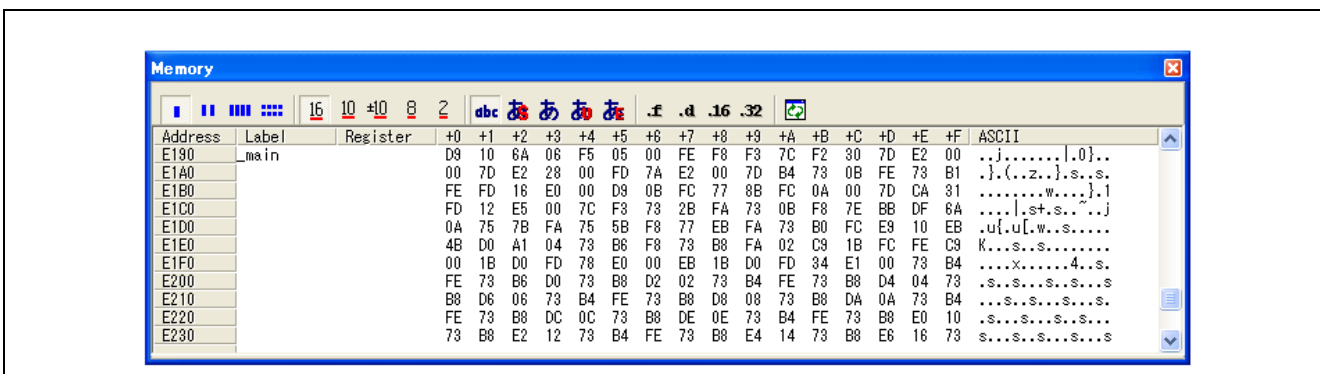 Memory
16 10 ±10 8 2 abc あS あ あJ あE .f .d .16 .32
Address Label Register +0 +1 +2 +3 +4 +5 +6 +7 +8 +9 +A +B +C +D +E +F ASCII
E190 _main D9 10 6A 06 F5 05 00 FE F8 F3 7C F2 30 7D E2 00 ..j.......|.0}..
E1A0 00 7D E2 28 00 FD 7A E2 00 7D B4 73 0B FE 73 B1 .}.(..z..}.s..s.
E1B0 FE FD 16 E0 00 D9 0B FC 77 8B FC 0A 00 7D CA 31 ........w....}.1
E1C0 FD 12 E5 00 7C F3 73 2B FA 73 0B F8 7E BB DF 6A ....|.s+.s..~..j
E1D0 0A 75 7B FA 75 5B F8 77 EB FA 73 B0 FC E9 10 EB .u{.u[.w..s.....
E1E0 4B D0 A1 04 73 B6 F8 73 B8 FA 02 C9 1B FC FE C9 K...s..s........
E1F0 00 1B D0 FD 78 E0 00 EB 1B D0 FD 34 E1 00 73 B4 ....x......4..s.
E200 FE 73 B6 D0 73 B8 D2 02 73 B4 FE 73 B8 D4 04 73 .s..s...s..s...s
E210 B8 D6 06 73 B4 FE 73 B8 D8 08 73 B8 DA 0A 73 B4 ...s..s...s...s.
E220 FE 73 B8 DC 0C 73 B8 DE 0E 73 B4 FE 73 B8 E0 10 .s...s...s..s...
E230 73 B8 E2 12 73 B4 FE 73 B8 E4 14 73 B8 E6 16 73 s...s..s...s...s